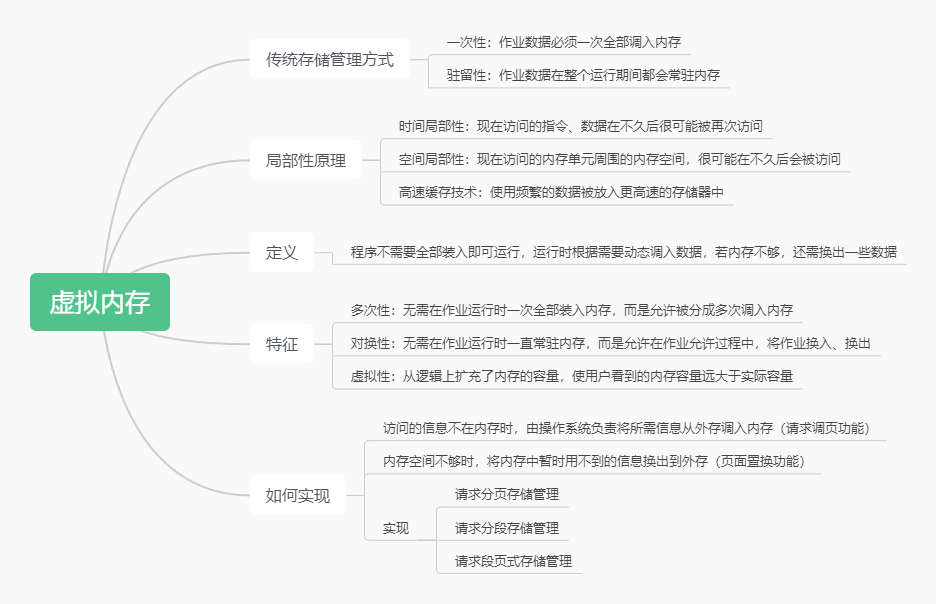 虚拟内存
传统存储管理方式
一次性：作业数据必须一次全部调入内存
驻留性：作业数据在整个运行期间都会常驻内存
局部性原理
时间局部性：现在访问的指令、数据在不久后很可能被再次访问
空间局部性：现在访问的内存单元周围的内存空间，很可能在不久后会被访问
高速缓存技术：使用频繁的数据被放入更高速的存储器中
定义
程序不需要全部装入即可运行，运行时根据需要动态调入数据，若内存不够，还需换出一些数据
特征
多次性：无需在作业运行时一次全部装入内存，而是允许被分成多次调入内存
对换性：无需在作业运行时一直常驻内存，而是允许在作业允许过程中，将作业换入、换出
虚拟性：从逻辑上扩充了内存的容量，使用户看到的内存容量远大于实际容量
如何实现
访问的信息不在内存时，由操作系统负责将所需信息从外存调入内存（请求调页功能）
内存空间不够时，将内存中暂时用不到的信息换出到外存（页面置换功能）
实现
请求分页存储管理
请求分段存储管理
请求段页式存储管理